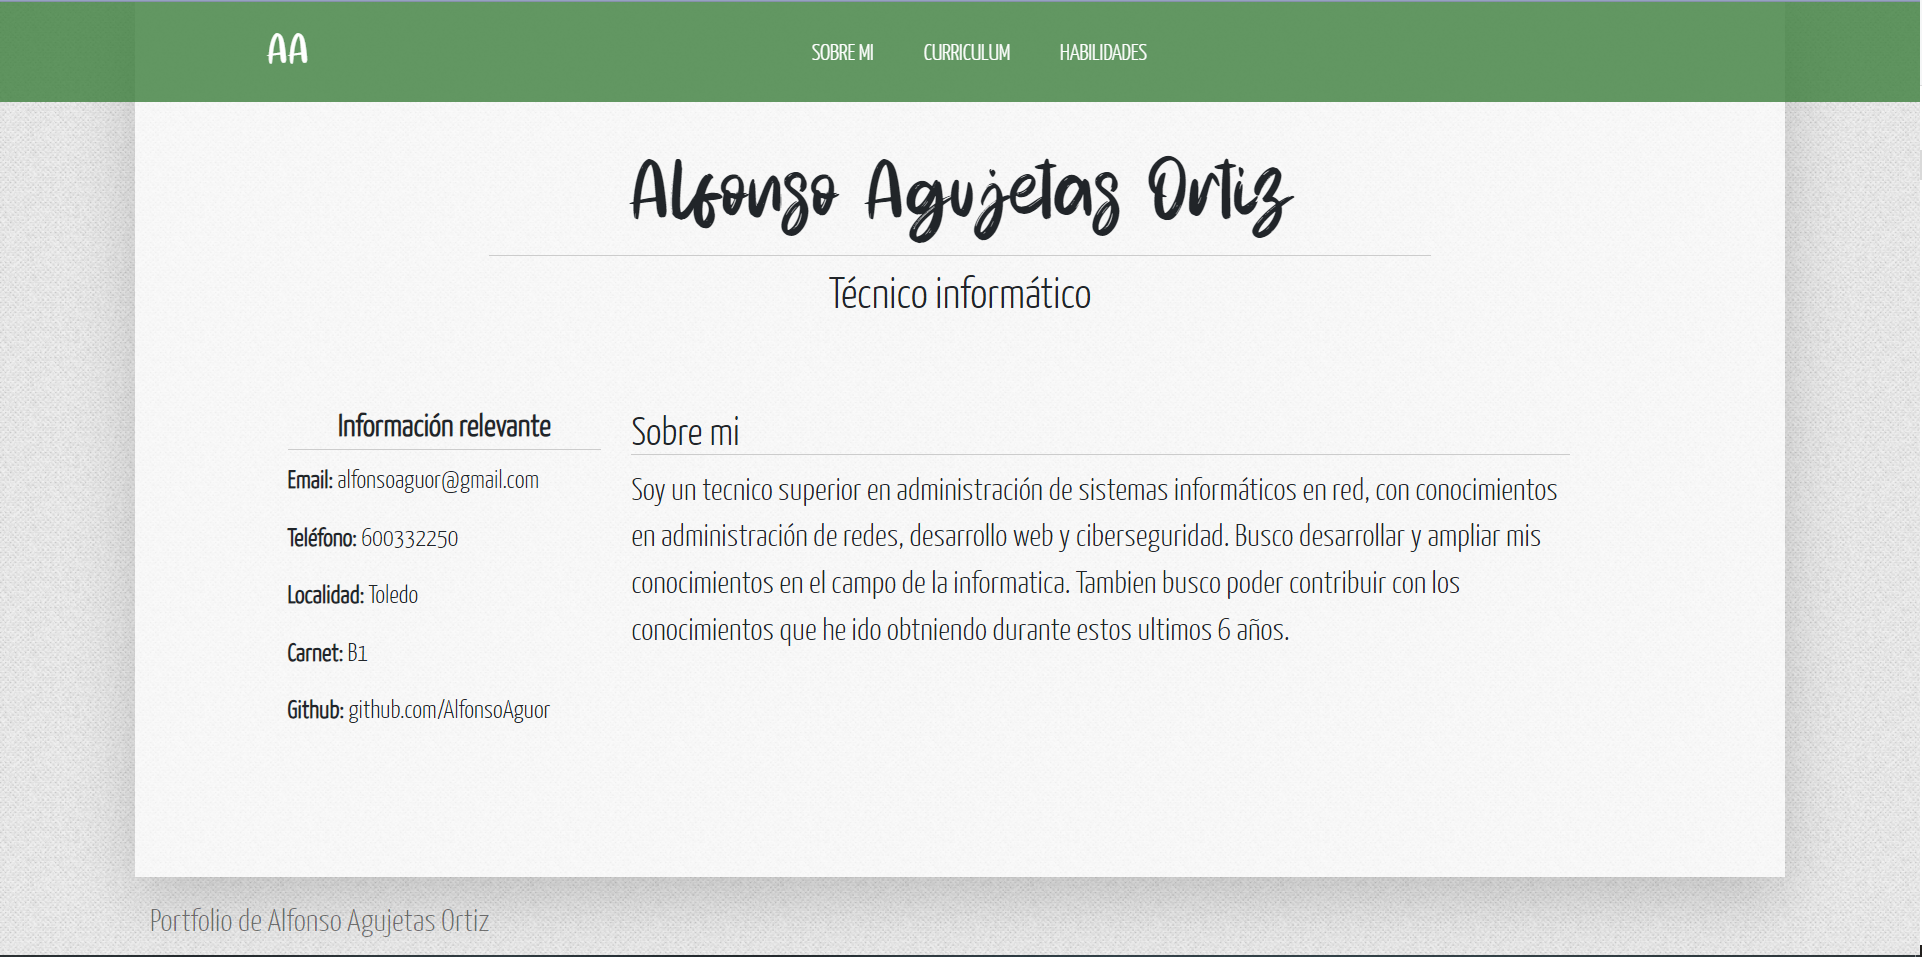 AA
SOBRE MI CURRICULUM HABILIDADES
Alfonso Agujetas Ortiz
Técnico informático
Información relevante
Email: alfonsoaguor@gmail.com
Teléfono: 600332250
Localidad: Toledo
Carnet: B1
Github: github.com/AlfonsoAguor
Sobre mi
Soy un tecnico superior en administración de sistemas informáticos en red, con conocimientos
en administración de redes, desarrollo web y ciberseguridad. Busco desarrollar y ampliar mis
conocimientos en el campo de la informatica. Tambien busco poder contribuir con los
conocimientos que he ido obtniendo durante estos ultimos 6 años.
Portfolio de Alfonso Agujetas Ortiz